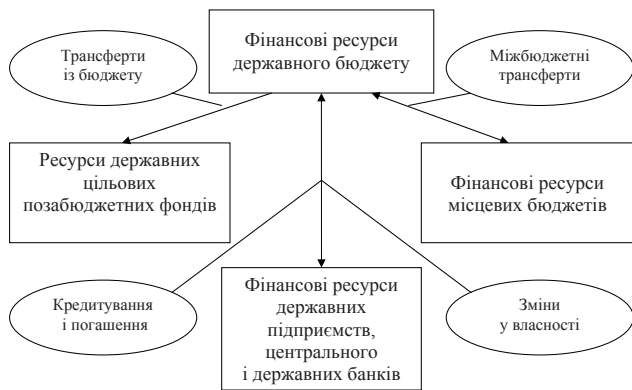 Трансферти
із бюджету
Фінансові ресурси
державного бюджету
Міжбюджетні
трансферти
Ресурси державних
цільових
позабюджетних фондів
Фінансові ресурси
місцевих бюджетів
Кредитування
і погашення
Фінансові ресурси
державних
підприємств,
центрального
і державних банків
Зміни
у власності